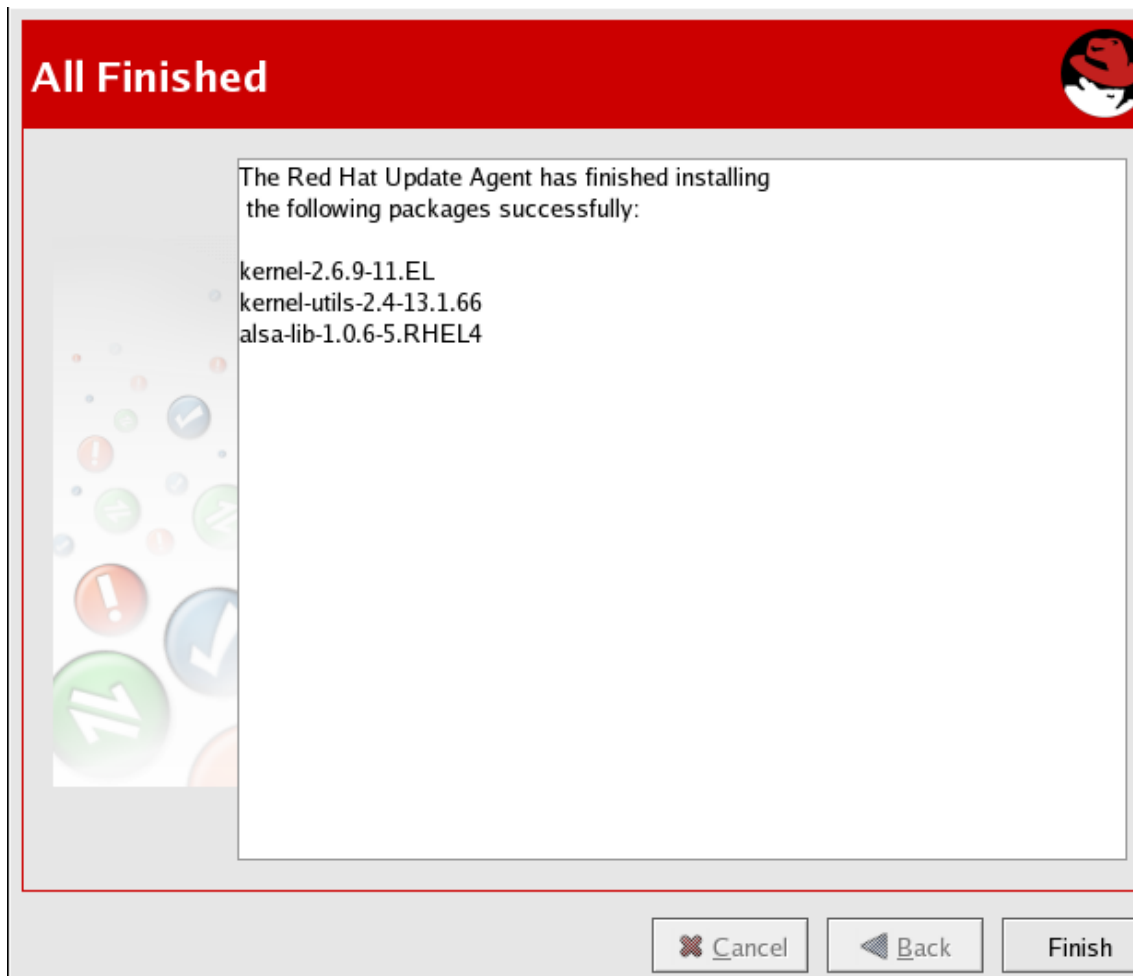 All Finished
The Red Hat Update Agent has finished installing
the following packages successfully:
kernel-2.6.9-11.EL
kernel-utils-2.4-13.1.66
alsa-lib-1.0.6-5.RHEL4
Cancel
Back
Finish